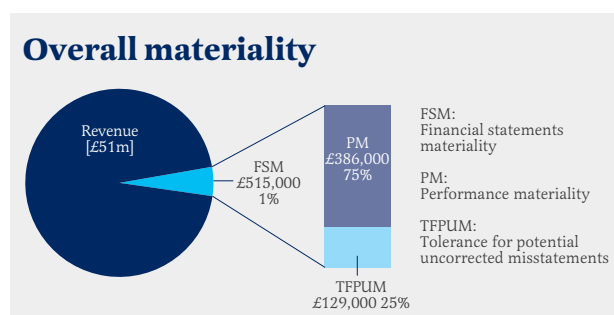 Overall materiality
Revenue
[£51m]
FSM
£515,000
1%
PM
£386,000
75%
TFPUM
£129,000 25%
FSM:
Financial statements
materiality
PM:
Performance materiality
TFPUM:
Tolerance for potential
uncorrected misstatements